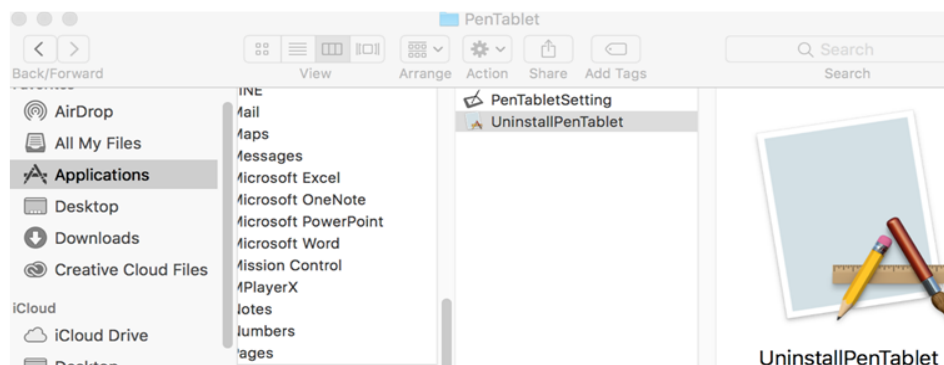 PenTablet
Back/Forward
View
Arrange
Action
Share
Add Tags
Search
Search
AirDrop
All My Files
Applications
Desktop
Downloads
Creative Cloud Files
iCloud
iCloud Drive
Desktop
INE
Mail
Maps
Messages
Microsoft Excel
Microsoft OneNote
Microsoft PowerPoint
Microsoft Word
Mission Control
MPlayerX
Notes
Numbers
Pages
PenTabletSetting
UninstallPenTablet
UninstallPenTablet